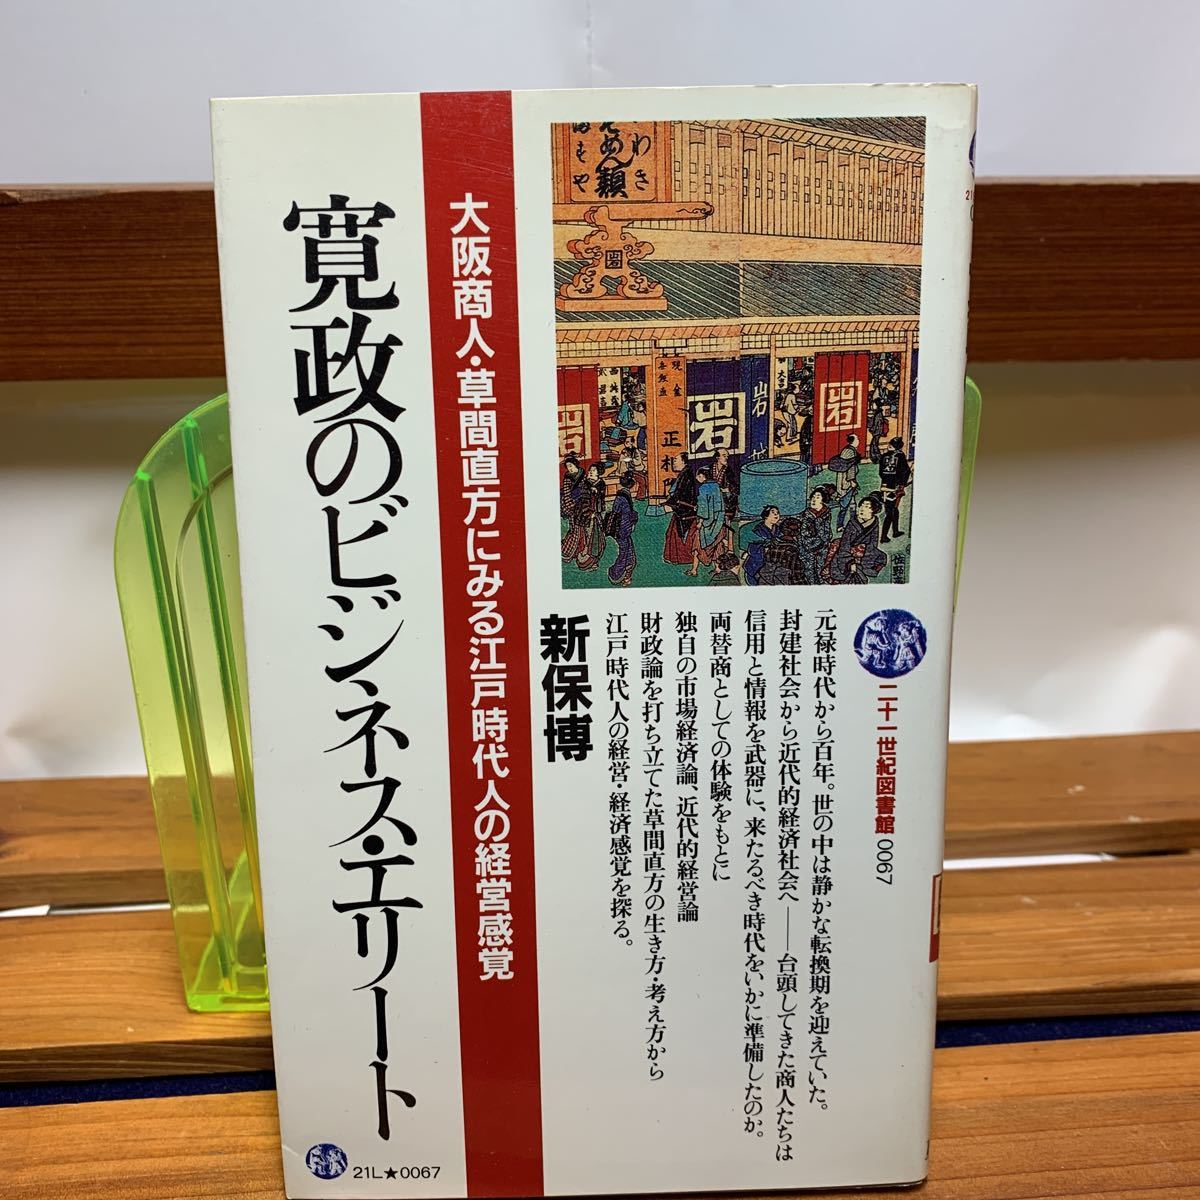 二十一世紀図書館 0067
元禄時代から百年。世の中は静かな転換期を迎えていた。
封建社会から近代的経済社会へ――台頭してきた商人たちは
信用と情報を武器に、来たるべき時代をいかに準備したのか。
両替商としての体験をもとに
独自の市場経済論、近代的経営論
財政論を打ち立てた草間直方の生き方・考え方から
江戸時代人の経営・経済感覚を探る。
新保博
大阪商人・草間直方にみる江戸時代人の経営感覚
寛政のビジネス・エリート
21L★0067
岩
岩
岩
正札